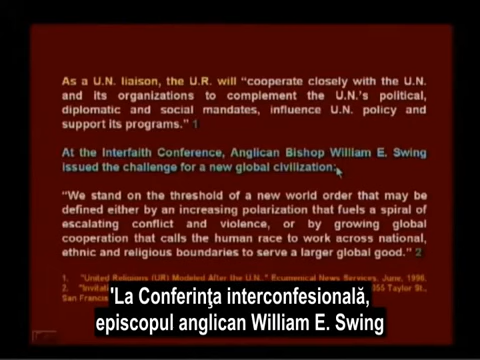 As a U.N. liaison, the U.R. will “cooperate closely with the U.N.
and its organizations to complement the U.N.’s political,
diplomatic and social mandates, influence U.N. policy and
support its programs.” 1
At the Interfaith Conference, Anglican Bishop William E. Swing
issued the challenge for a new global civilization:
“We stand on the threshold of a new world order that may be
defined either by an increasing polarization that fuels a spiral of
escalating conflict and violence, or by growing global
cooperation that calls the human race to work across national,
ethnic and religious boundaries to serve a larger global good.” 2
1. "United Religions (UR) Modeled After the U.N.," Ecumenical News Services, June, 1996.
2. "Invitati 055 Taylor St.,
San Francis
'La Conferinţa interconfesională,
episcopul anglican William E. Swing